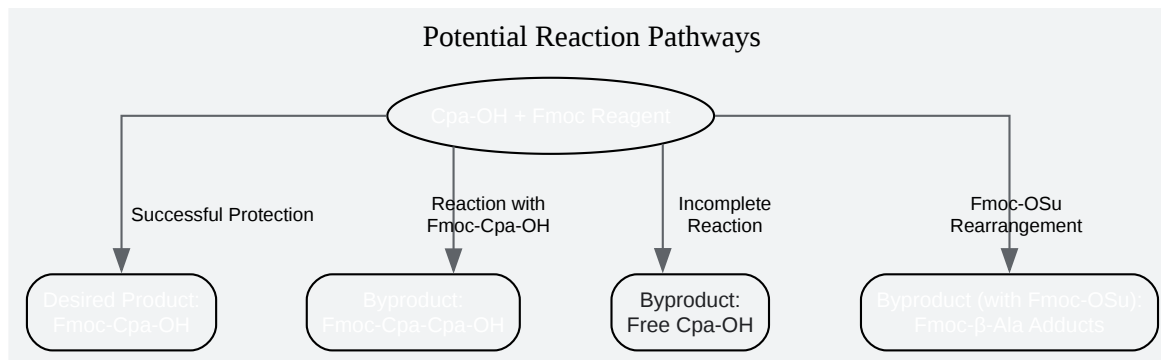 Potential Reaction Pathways
Cpa-OH + Fmoc Reagent
Successful Protection
Reaction with
Fmoc-Cpa-OH
Incomplete
Reaction
Fmoc-OSu
Rearrangement
Desired Product:
Fmoc-Cpa-OH
Byproduct:
Fmoc-Cpa-Cpa-OH
Byproduct:
Free Cpa-OH
Byproduct (with Fmoc-OSu):
Fmoc-β-Ala Adducts